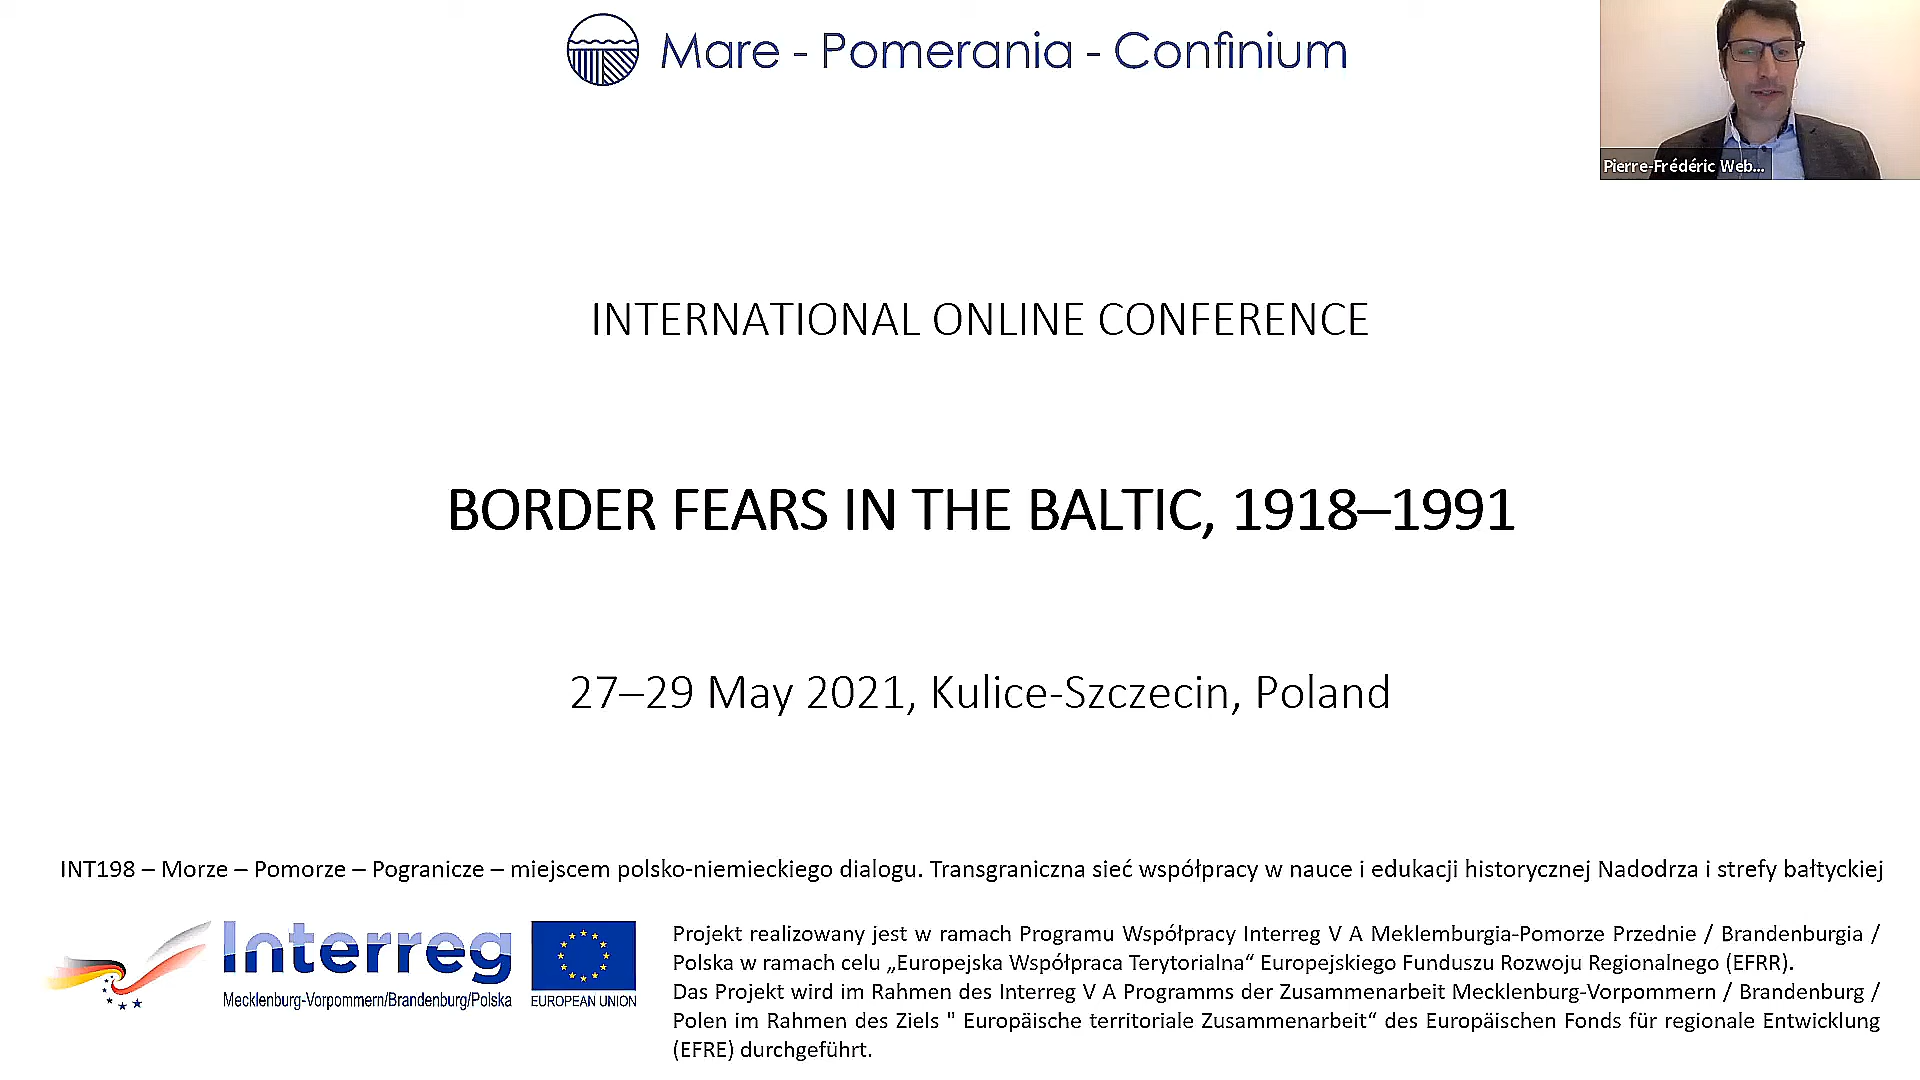 Mare - Pomerania - Confinium
Pierre-Frédéric Web...
INTERNATIONAL ONLINE CONFERENCE
BORDER FEARS IN THE BALTIC, 1918–1991
27–29 May 2021, Kulice-Szczecin, Poland
INT198 – Morze – Pomorze – Pogranicze – miejscem polsko-niemieckiego dialogu. Transgraniczna sieć współpracy w nauce i edukacji historycznej Nadodrza i strefy bałtyckiej
Interreg
Mecklenburg-Vorpommern/Brandenburg/Polska
EUROPEAN UNION
Projekt realizowany jest w ramach Programu Współpracy Interreg V A Meklemburgia-Pomorze Przednie / Brandenburgia /
Polska w ramach celu „Europejska Współpraca Terytorialna“ Europejskiego Funduszu Rozwoju Regionalnego (EFRR).
Das Projekt wird im Rahmen des Interreg V A Programms der Zusammenarbeit Mecklenburg-Vorpommern / Brandenburg /
Polen im Rahmen des Ziels " Europäische territoriale Zusammenarbeit“ des Europäischen Fonds für regionale Entwicklung
(EFRE) durchgeführt.